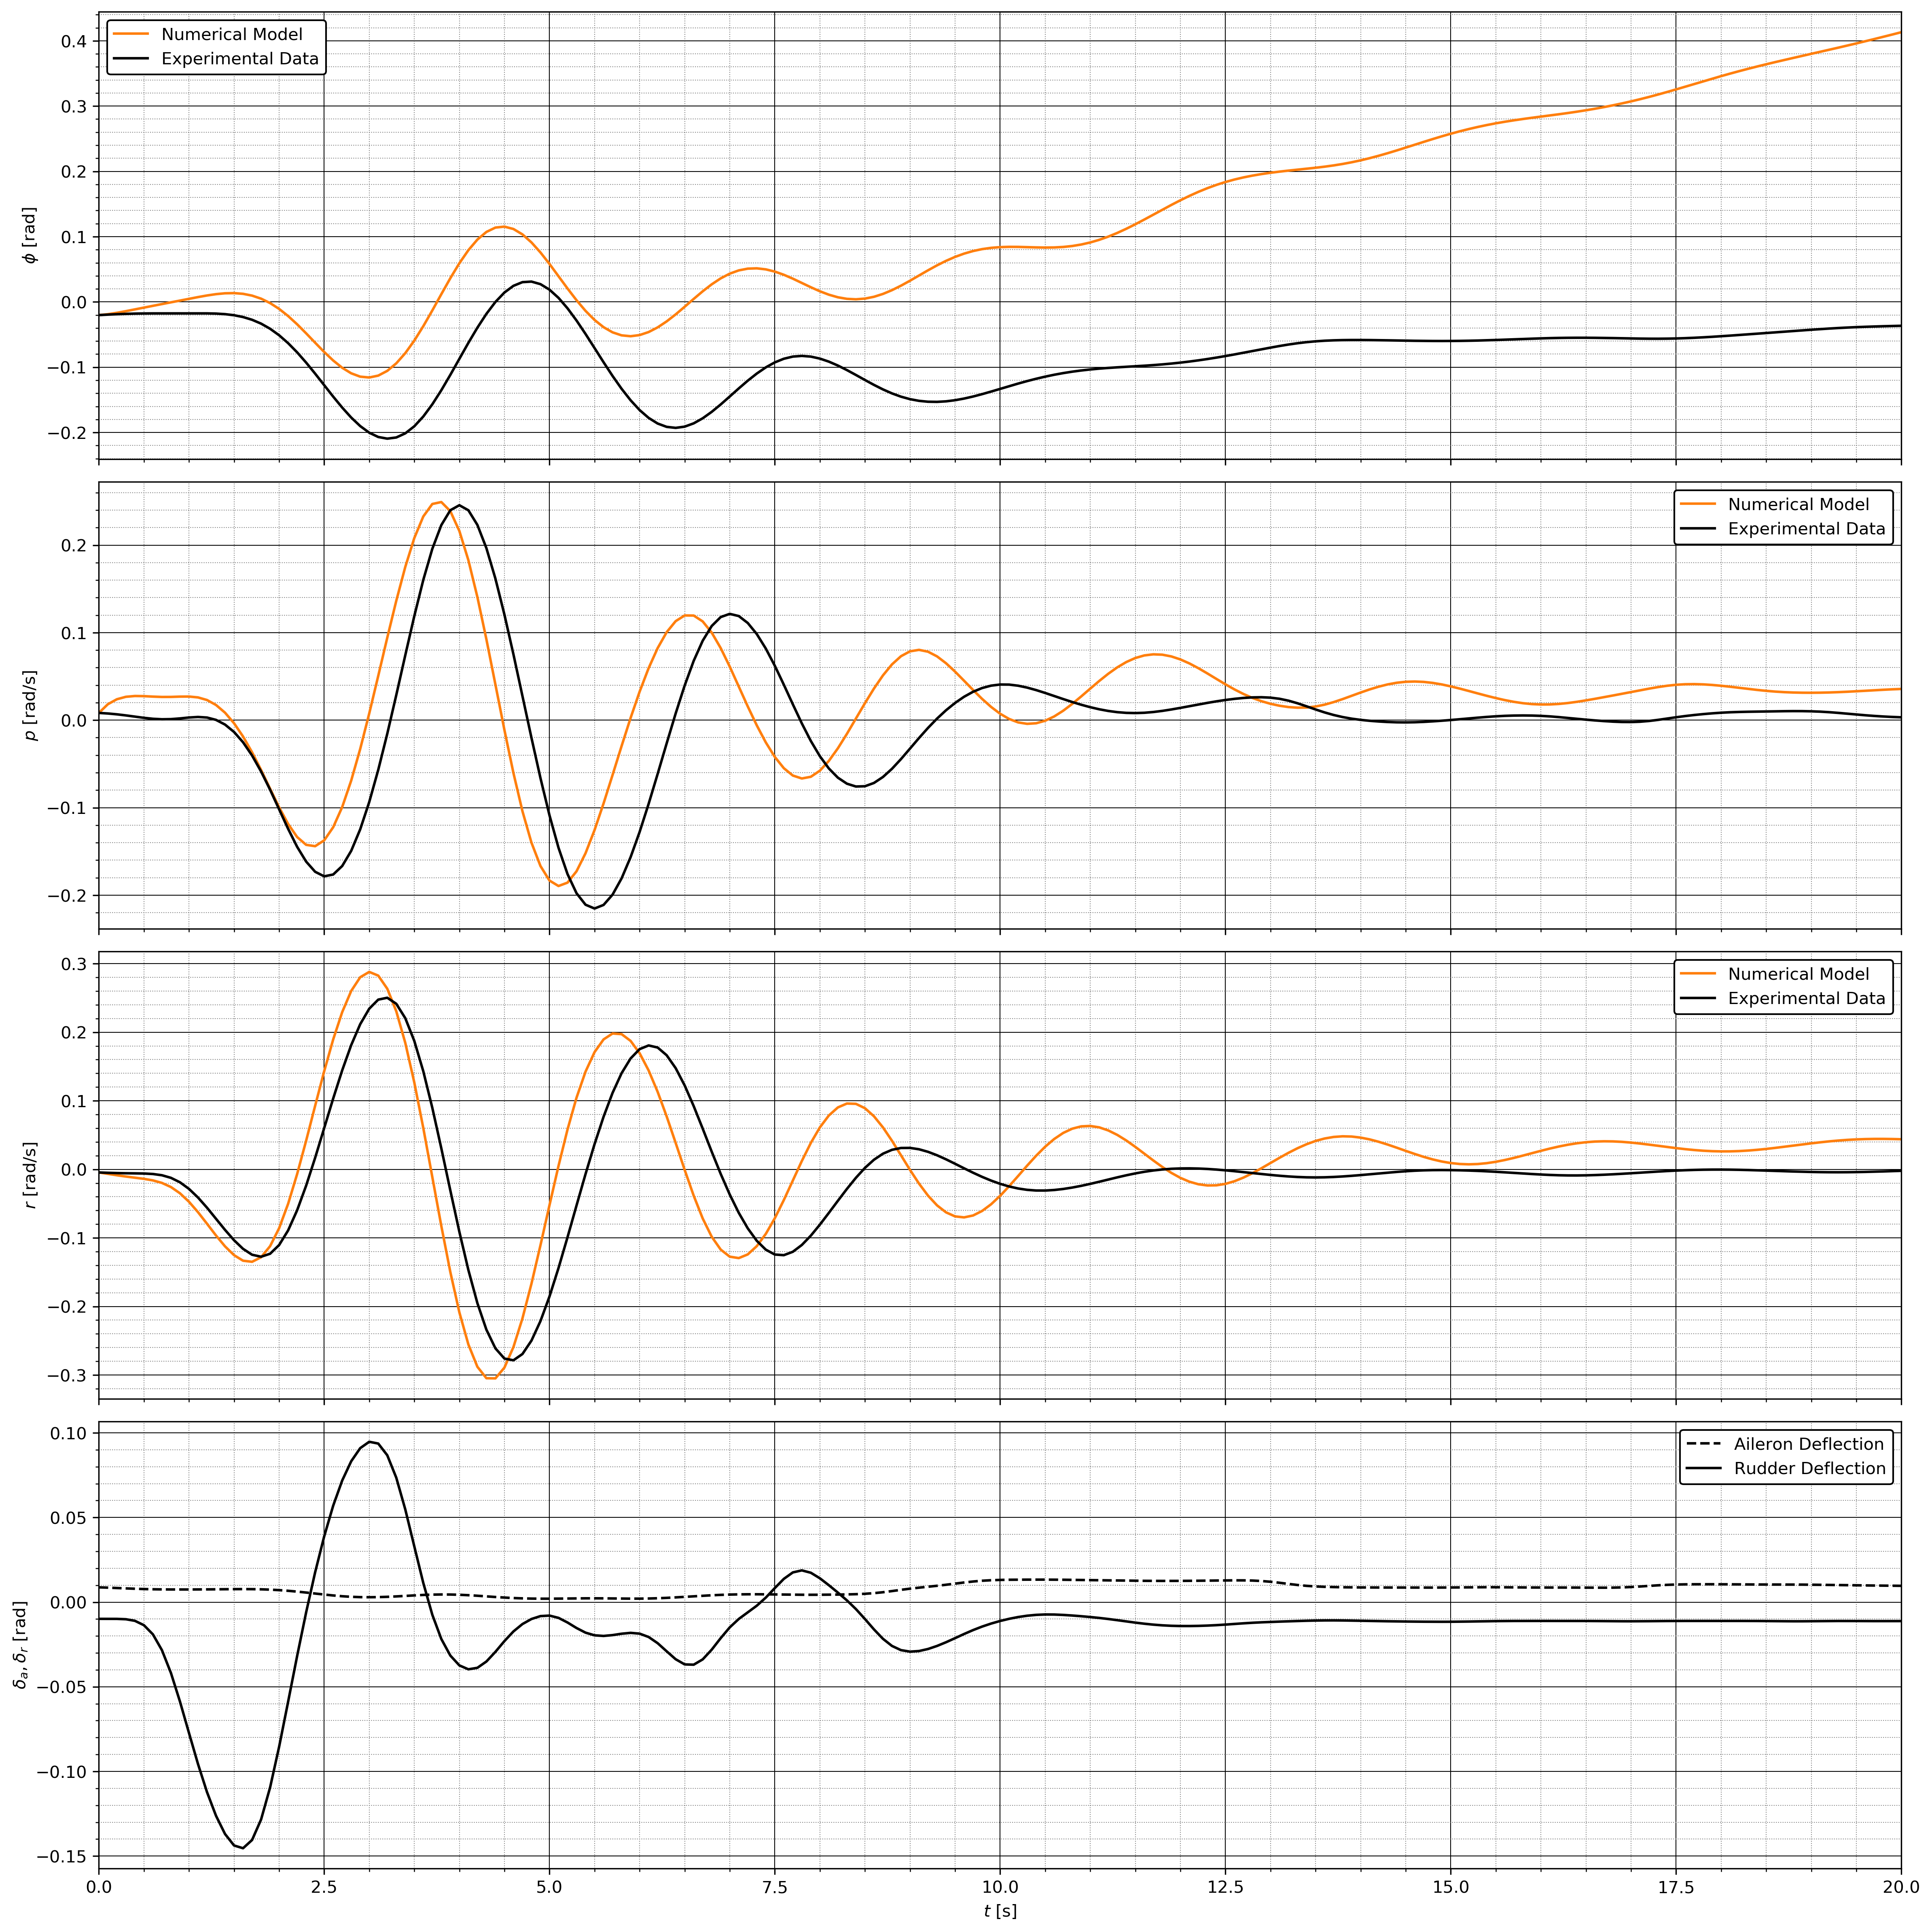 Numerical Model
Experimental Data
0.4
0.3
0.2
0.1
0.0
−0.1
−0.2
ϕ [rad]
Numerical Model
Experimental Data
0.2
0.1
0.0
−0.1
−0.2
p [rad/s]
Numerical Model
Experimental Data
0.3
0.2
0.1
0.0
−0.1
−0.2
−0.3
r [rad/s]
Aileron Deflection
Rudder Deflection
0.10
0.05
0.00
−0.05
−0.10
−0.15
δₐ, δᵣ [rad]
0.0 2.5 5.0 7.5 10.0 12.5 15.0 17.5 20.0
t [s]